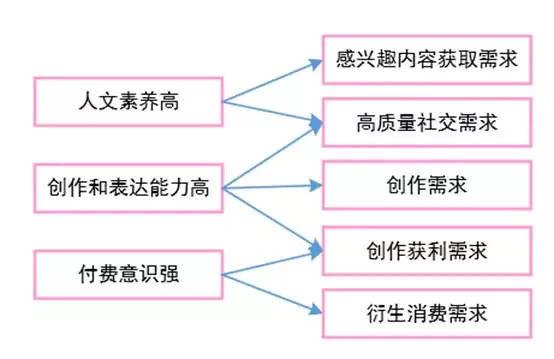 人文素养高
创作和表达能力高
付费意识强
感兴趣内容获取需求
高质量社交需求
创作需求
创作获利需求
衍生消费需求